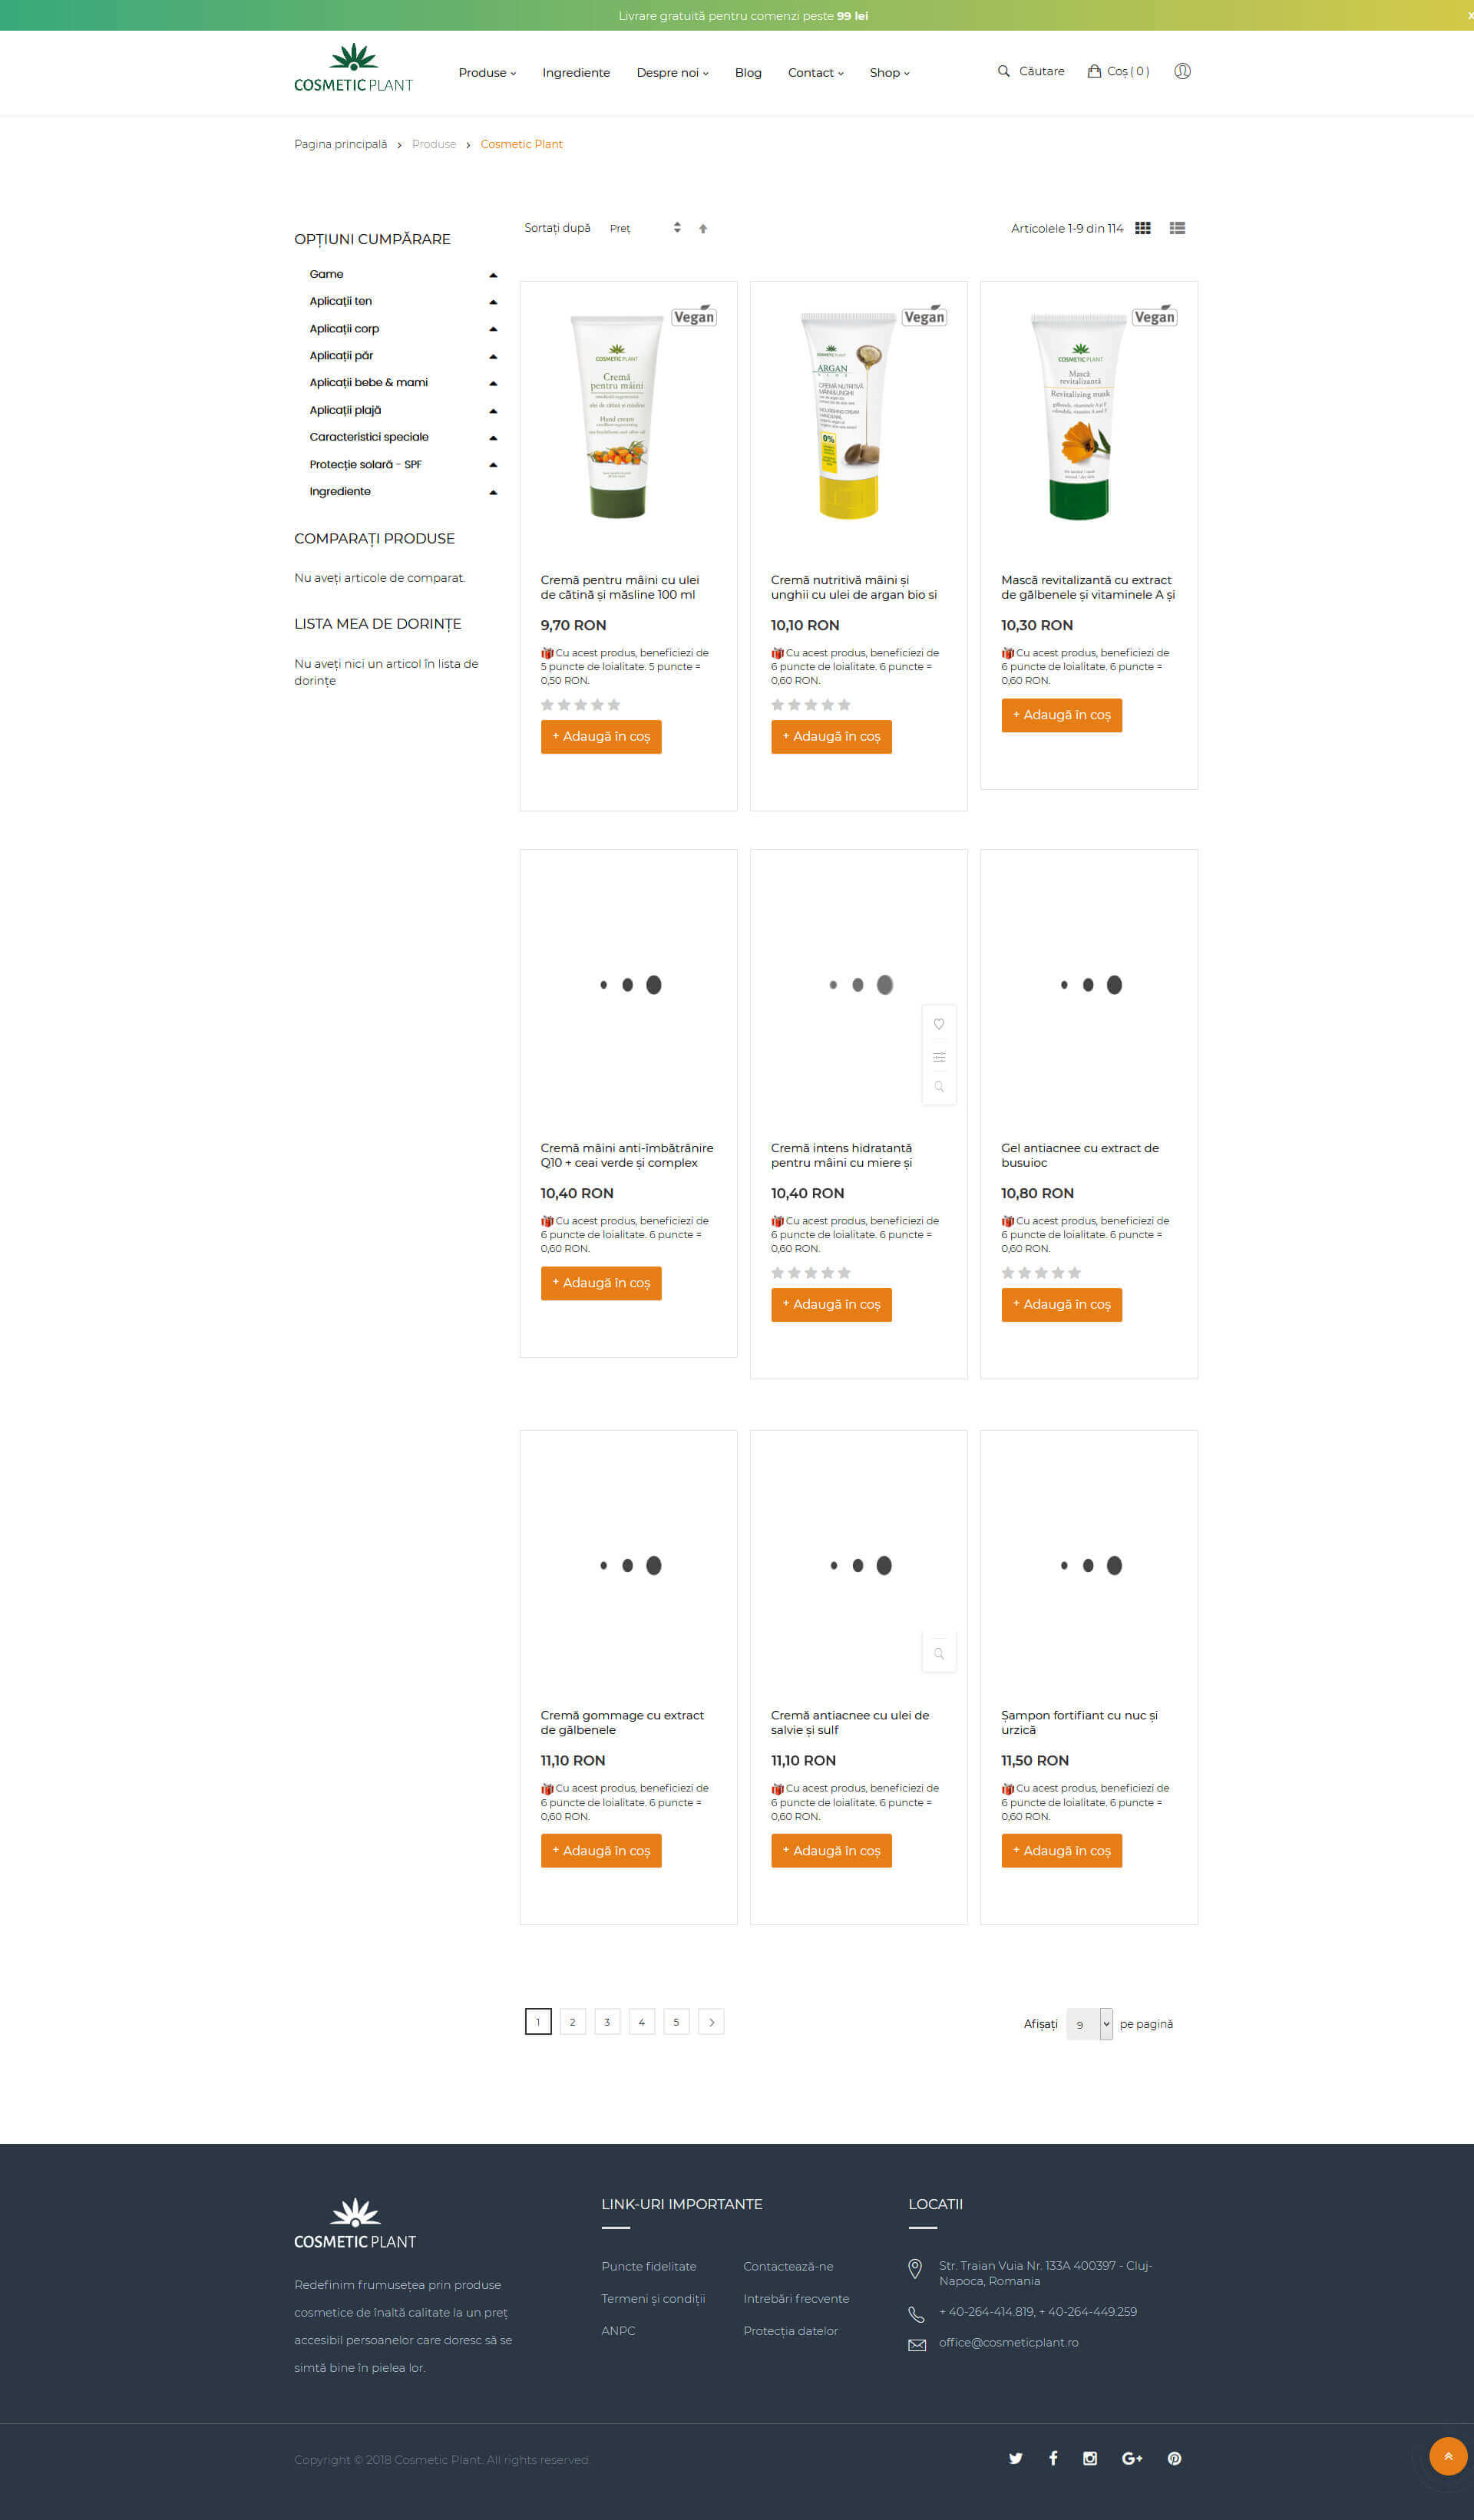 Livrare gratuită pentru comenzi peste 99 lei
x
COSMETIC PLANT
Produse
Ingrediente
Despre noi
Blog
Contact
Shop
Căutare
Coș ( 0 )
Pagina principală > Produse > Cosmetic Plant
OPȚIUNI CUMPĂRARE
Game
Aplicații ten
Aplicații corp
Aplicații păr
Aplicații bebe & mami
Aplicații plajă
Caracteristici speciale
Protecție solară - SPF
Ingrediente
COMPARAȚI PRODUSE
Nu aveți articole de comparat.
LISTA MEA DE DORINȚE
Nu aveți nici un articol în lista de
dorințe
Sortați după
Preț
Articolele 1-9 din 114
Vegan
COSMETIC PLANT
Cremă
pentru mâini
Hand cream
Vegan
COSMETIC PLANT
ARGAN
CREMĂ NUTRITIVĂ
0%
Vegan
COSMETIC PLANT
Mască
revitalizantă
Revitalizing mask
Cremă pentru mâini cu ulei
de cătină și măsline 100 ml
9,70 RON
Cu acest produs, beneficiezi de
5 puncte de loialitate. 5 puncte =
0,50 RON.
+ Adaugă în coș
Cremă nutritivă mâini și
unghii cu ulei de argan bio si
10,10 RON
Cu acest produs, beneficiezi de
6 puncte de loialitate. 6 puncte =
0,60 RON.
+ Adaugă în coș
Mască revitalizantă cu extract
de gălbenele și vitaminele A și
10,30 RON
Cu acest produs, beneficiezi de
6 puncte de loialitate. 6 puncte =
0,60 RON.
+ Adaugă în coș
Cremă mâini anti-îmbătrânire
Q10 + ceai verde și complex
10,40 RON
Cu acest produs, beneficiezi de
6 puncte de loialitate. 6 puncte =
0,60 RON.
+ Adaugă în coș
Cremă intens hidratantă
pentru mâini cu miere și
10,40 RON
Cu acest produs, beneficiezi de
6 puncte de loialitate. 6 puncte =
0,60 RON.
+ Adaugă în coș
Gel antiacnee cu extract de
busuioc
10,80 RON
Cu acest produs, beneficiezi de
6 puncte de loialitate. 6 puncte =
0,60 RON.
+ Adaugă în coș
Cremă gommage cu extract
de gălbenele
11,10 RON
Cu acest produs, beneficiezi de
6 puncte de loialitate. 6 puncte =
0,60 RON.
+ Adaugă în coș
Cremă antiacnee cu ulei de
salvie și sulf
11,10 RON
Cu acest produs, beneficiezi de
6 puncte de loialitate. 6 puncte =
0,60 RON.
+ Adaugă în coș
Șampon fortifiant cu nuc și
urzică
11,50 RON
Cu acest produs, beneficiezi de
6 puncte de loialitate. 6 puncte =
0,60 RON.
+ Adaugă în coș
1 2 3 4 5
Afișați 9 pe pagină
COSMETIC PLANT
Redefinim frumusețea prin produse
cosmetice de înaltă calitate la un preț
accesibil persoanelor care doresc să se
simtă bine în pielea lor.
LINK-URI IMPORTANTE
Puncte fidelitate
Termeni și condiții
ANPC
Contactează-ne
Intrebări frecvente
Protecția datelor
LOCATII
Str. Traian Vuia Nr. 133A 400397 - Cluj-
Napoca, Romania
+ 40-264-414.819, + 40-264-449.259
office@cosmeticplant.ro
Copyright © 2018 Cosmetic Plant. All rights reserved.